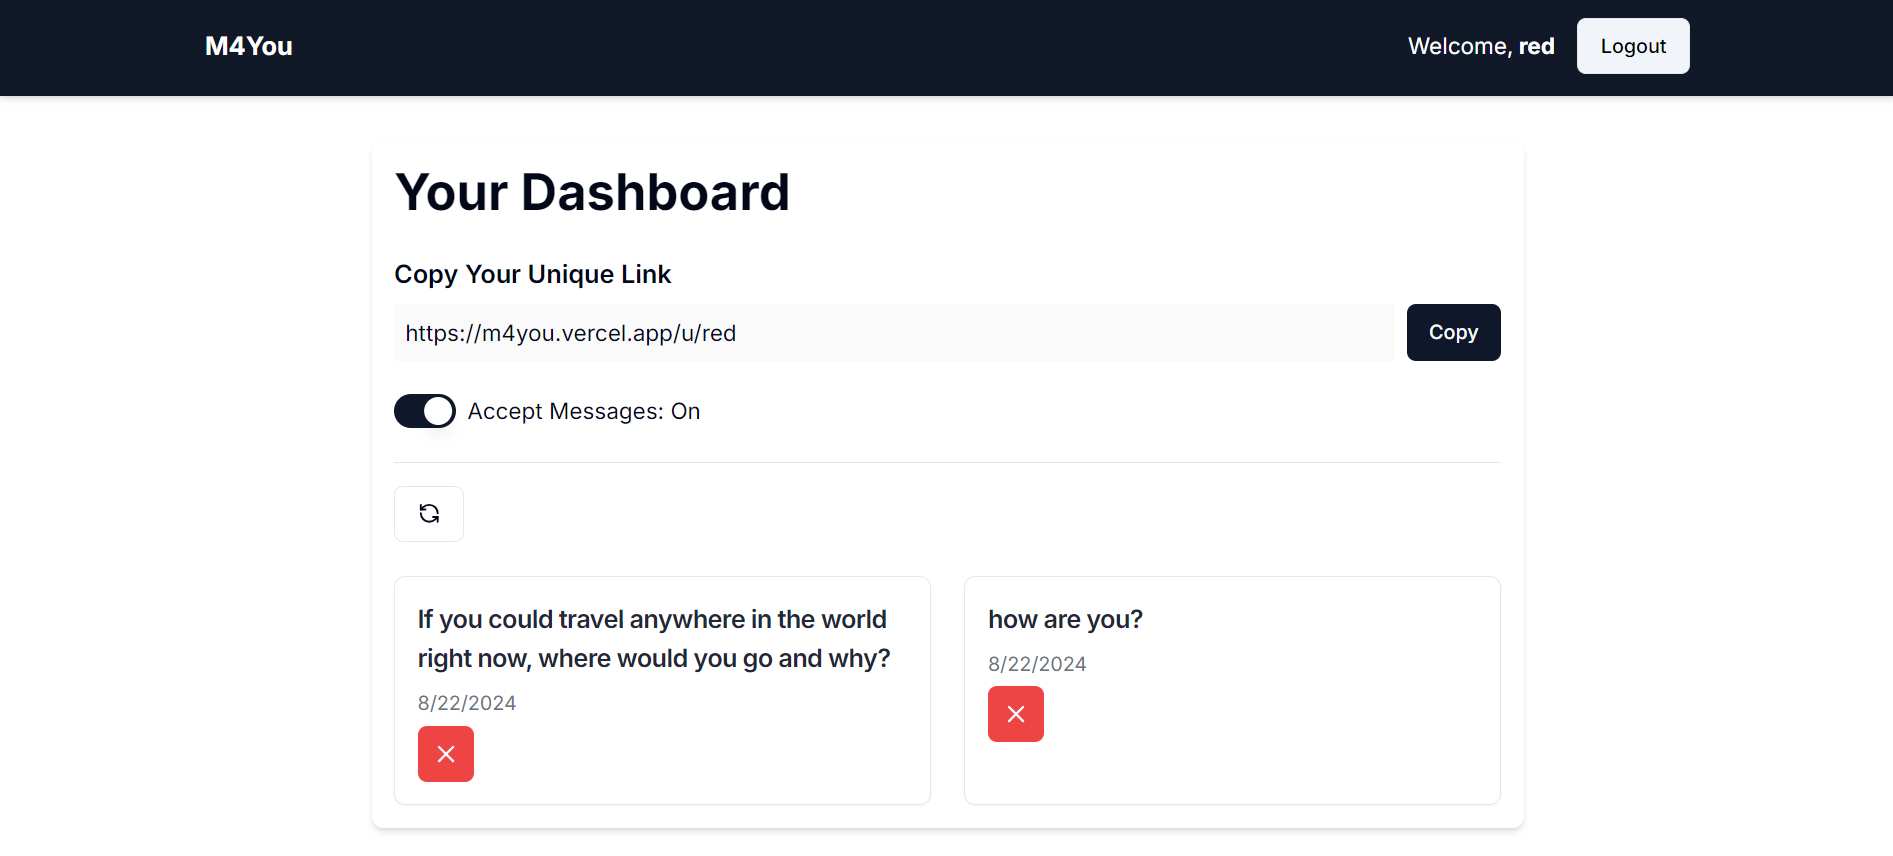 M4You
Welcome, red
Logout
Your Dashboard
Copy Your Unique Link
https://m4you.vercel.app/u/red
Copy
Accept Messages: On
If you could travel anywhere in the world
right now, where would you go and why?
8/22/2024
how are you?
8/22/2024